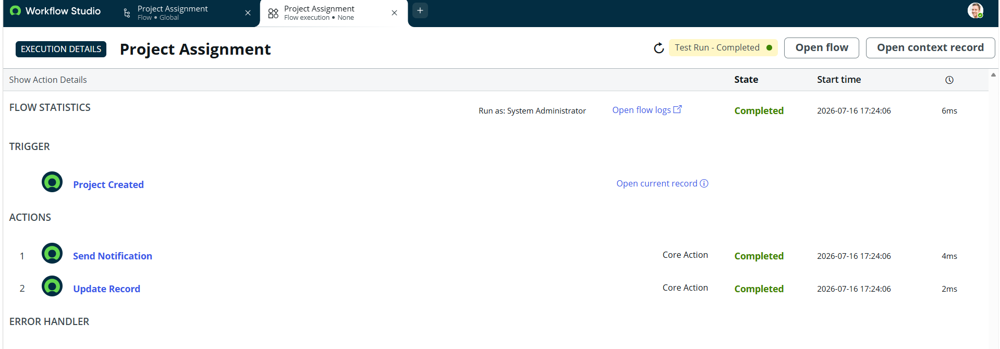 Workflow Studio
Project Assignment
Flow • Global
Project Assignment
Flow execution • None
EXECUTION DETAILS
Project Assignment
Test Run - Completed
Open flow
Open context record
Show Action Details State Start time
FLOW STATISTICS Run as: System Administrator Open flow logs Completed 2026-07-16 17:24:06 6ms
TRIGGER
Project Created Open current record
ACTIONS
1 Send Notification Core Action Completed 2026-07-16 17:24:06 4ms
2 Update Record Core Action Completed 2026-07-16 17:24:06 2ms
ERROR HANDLER